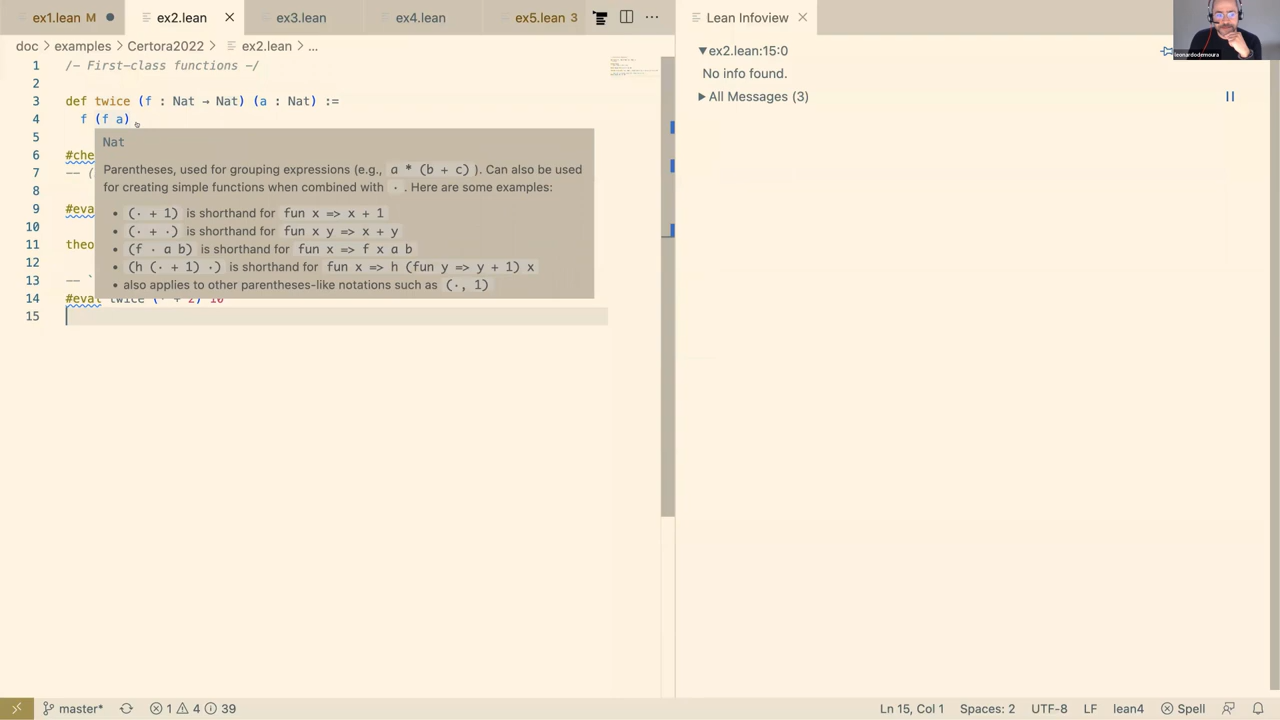 ex1.lean M
ex2.lean
ex3.lean
ex4.lean
ex5.lean 3
Lean Infoview
doc > examples > Certora2022 > ex2.lean > ...
1 /- First-class functions -/
2
3 def twice (f : Nat → Nat) (a : Nat) :=
4 f (f a)
5
6 #che
7 -- (
8
9 #eva
10
11 theo
12
13 -- `
14 #eval twice (· + 2) 10
15
Nat
Parentheses, used for grouping expressions (e.g., a * (b + c) ). Can also be used
for creating simple functions when combined with · . Here are some examples:
• (· + 1) is shorthand for fun x => x + 1
• (· + ·) is shorthand for fun x y => x + y
• (f · a b) is shorthand for fun x => f x a b
• (h (· + 1) ·) is shorthand for fun x => h (fun y => y + 1) x
• also applies to other parentheses-like notations such as (·, 1)
ex2.lean:15:0
No info found.
All Messages (3)
leonardodemoura
master*
1 4 39
Ln 15, Col 1
Spaces: 2
UTF-8
LF
lean4
Spell